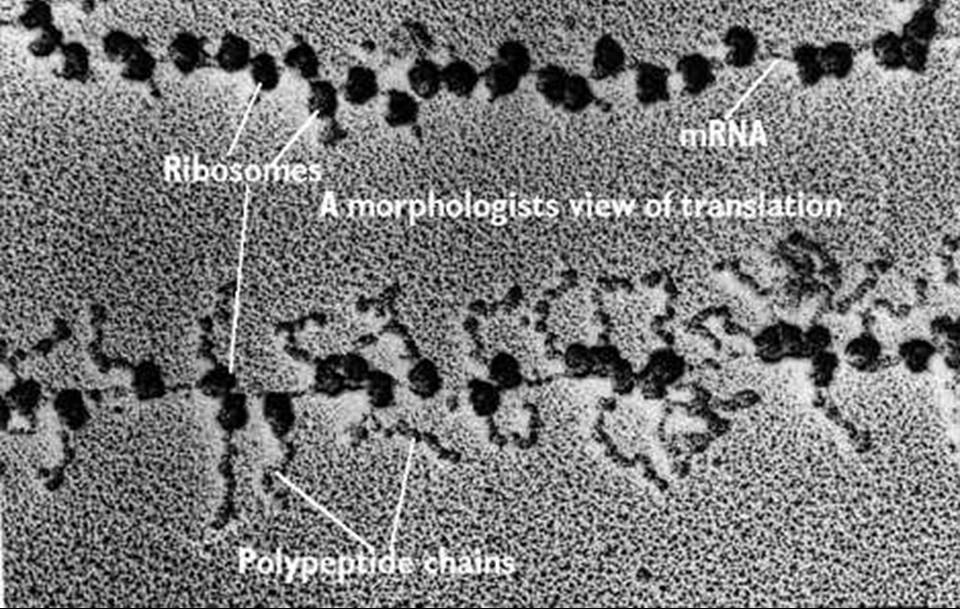 mRNA
Ribosomes
A morphologists view of translation
Polypeptide chains